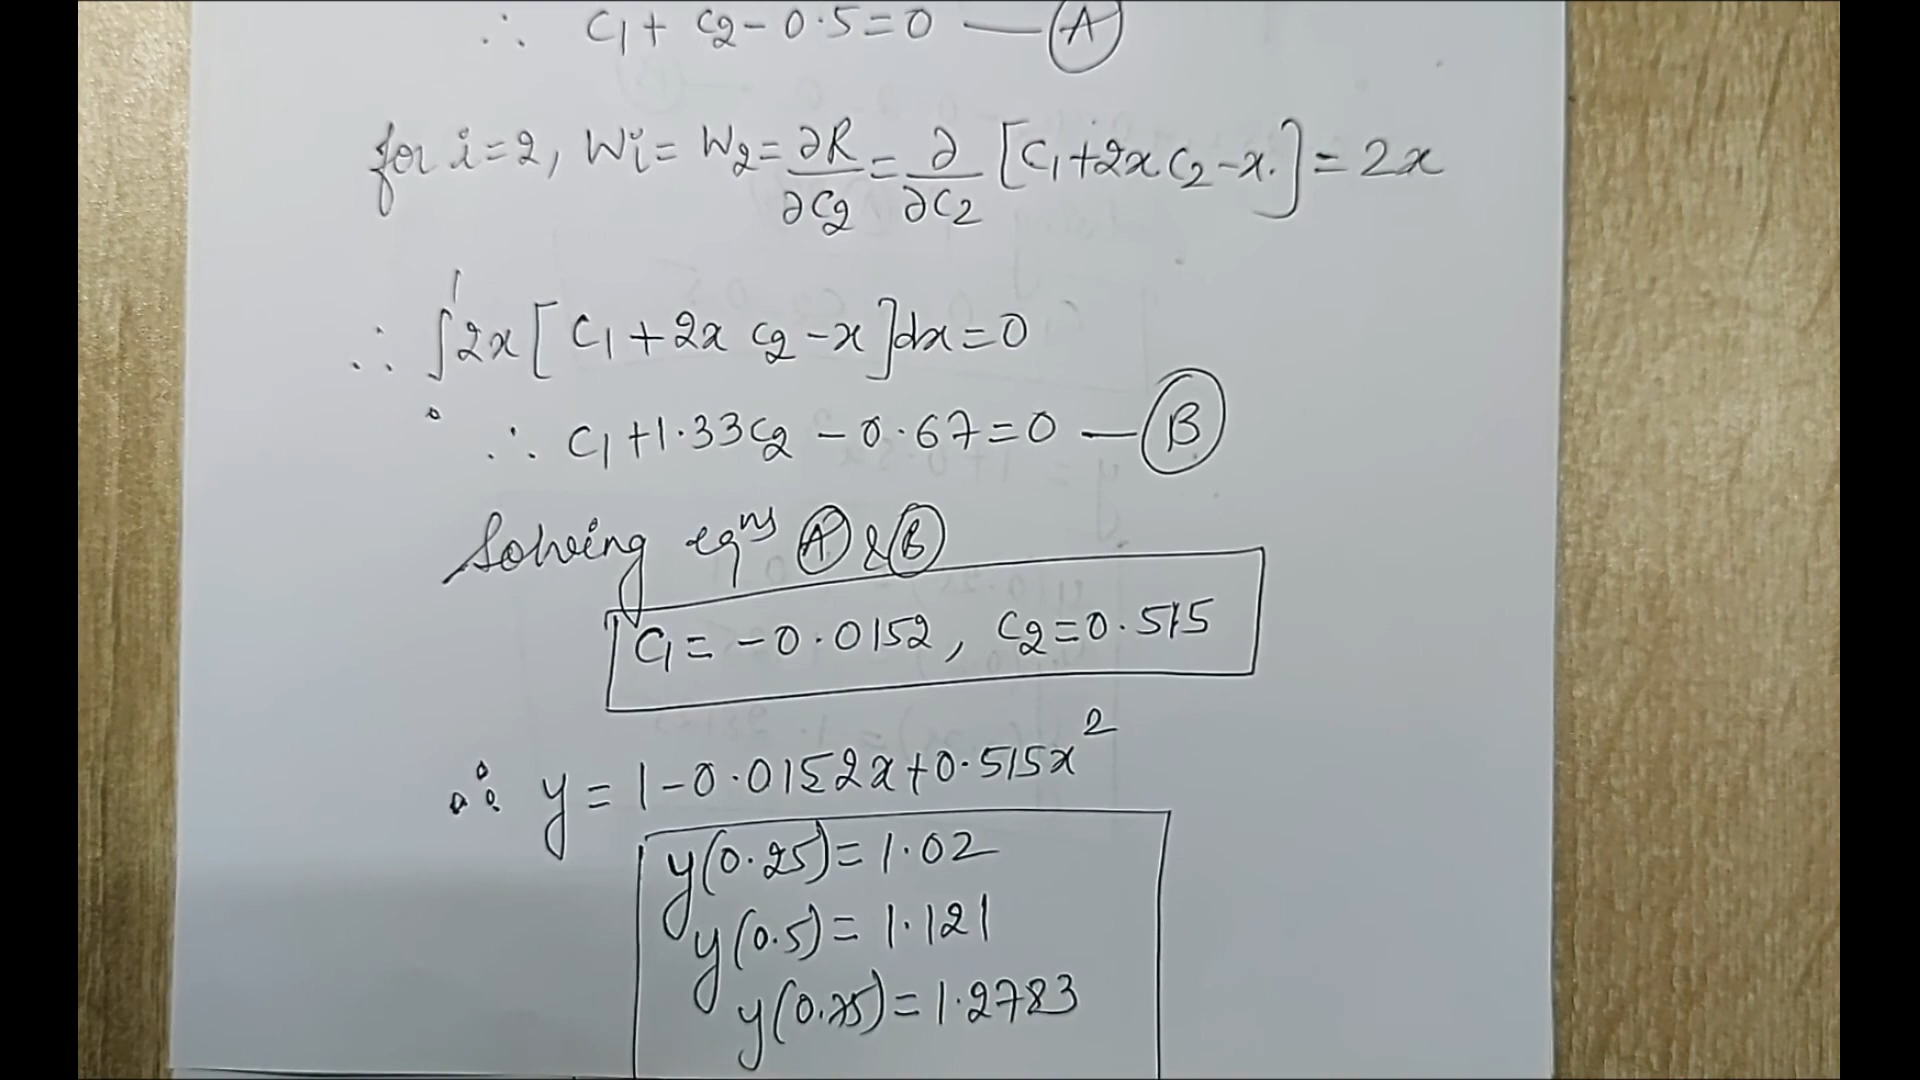 ∴ C1 + C2 - 0.5 = 0 — (A)
for i=2, Wi = W2 = ∂R/∂C2 = ∂/∂C2 [C1+2x C2-x.] = 2x
∴ ∫₀¹ 2x [C1 + 2x C2 - x] dx = 0
∴ C1 + 1.33C2 - 0.67 = 0 — (B)
Solving eqns (A) & (B)
C1 = -0.0152, C2 = 0.515
∴ y = 1-0.0152x+0.515x²
y(0.25) = 1.02
y(0.5) = 1.121
y(0.75) = 1.2783